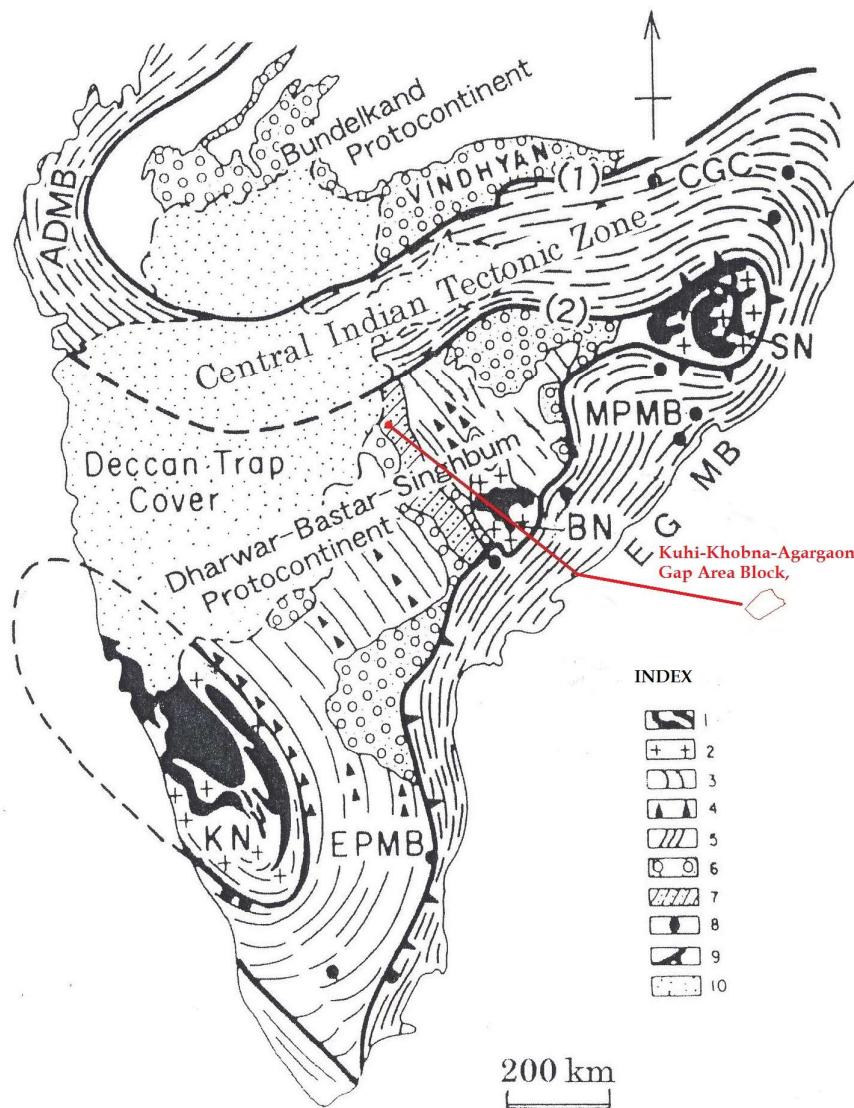 Bundelkand
Protocontinent
VINDHYAN
(1)
CGC
ADMB
Central Indian Tectonic Zone
(2)
SN
MPMB
Deccan Trap
Cover
Dharwar-Bastar-Singhbum
Protocontinent
BN
EG MB
Kuhi-Khobna-Agargaon
Gap Area Block,
INDEX
1
2
3
4
5
6
7
8
9
10
KN
EPMB
200 km